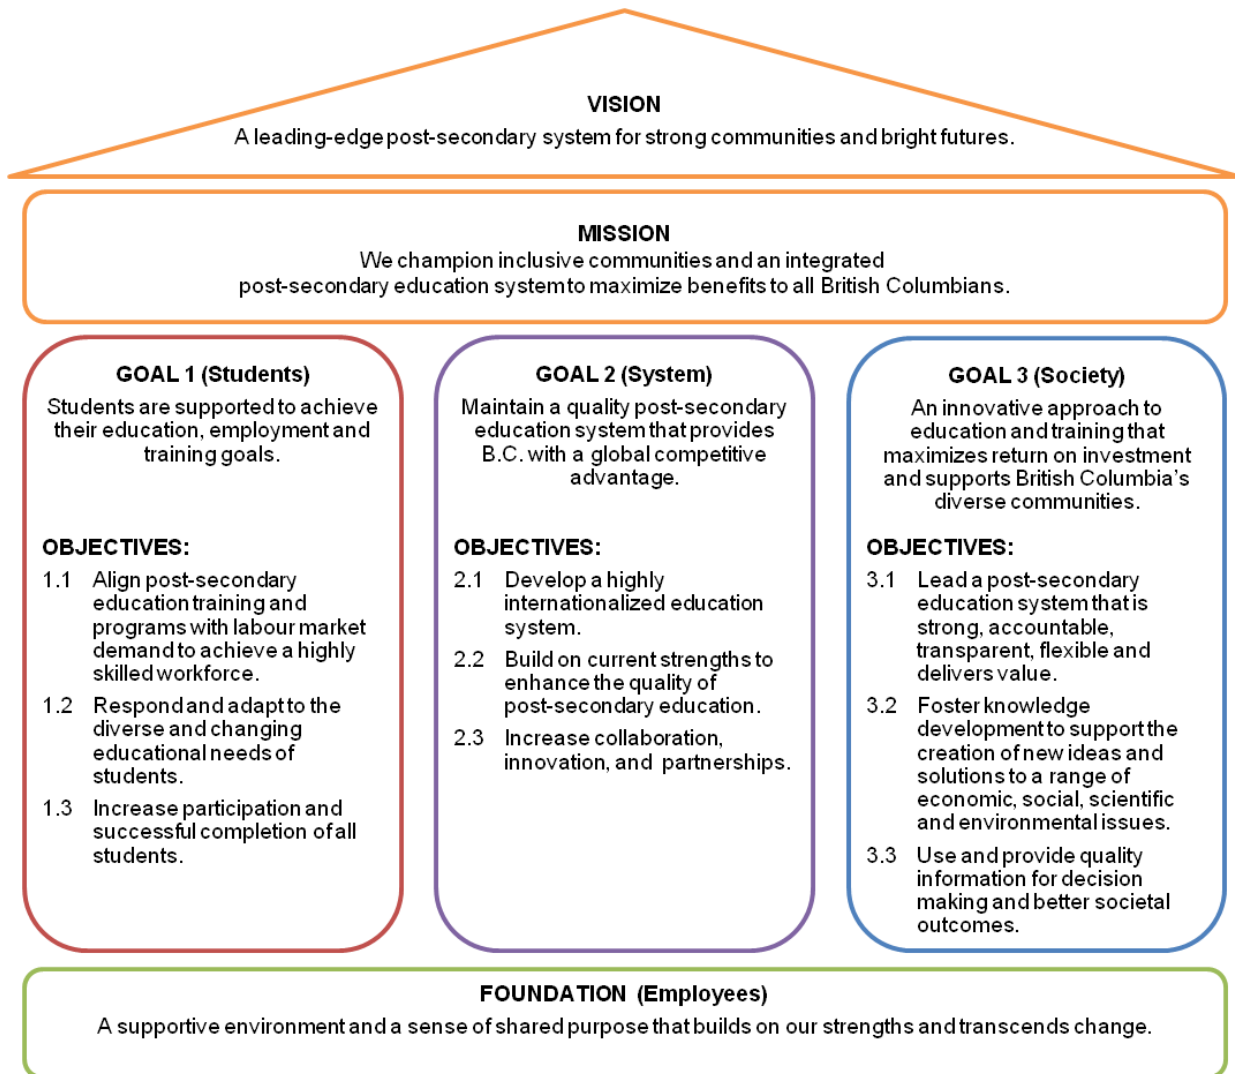 VISION
A leading-edge post-secondary system for strong communities and bright futures.
MISSION
We champion inclusive communities and an integrated
post-secondary education system to maximize benefits to all British Columbians.
GOAL 1 (Students)
Students are supported to achieve
their education, employment and
training goals.
OBJECTIVES:
1.1 Align post-secondary
education training and
programs with labour market
demand to achieve a highly
skilled workforce.
1.2 Respond and adapt to the
diverse and changing
educational needs of
students.
1.3 Increase participation and
successful completion of all
students.
GOAL 2 (System)
Maintain a quality post-secondary
education system that provides
B.C. with a global competitive
advantage.
OBJECTIVES:
2.1 Develop a highly
internationalized education
system.
2.2 Build on current strengths to
enhance the quality of
post-secondary education.
2.3 Increase collaboration,
innovation, and partnerships.
GOAL 3 (Society)
An innovative approach to
education and training that
maximizes return on investment
and supports British Columbia's
diverse communities.
OBJECTIVES:
3.1 Lead a post-secondary
education system that is
strong, accountable,
transparent, flexible and
delivers value.
3.2 Foster knowledge
development to support the
creation of new ideas and
solutions to a range of
economic, social, scientific
and environmental issues.
3.3 Use and provide quality
information for decision
making and better societal
outcomes.
FOUNDATION (Employees)
A supportive environment and a sense of shared purpose that builds on our strengths and transcends change.